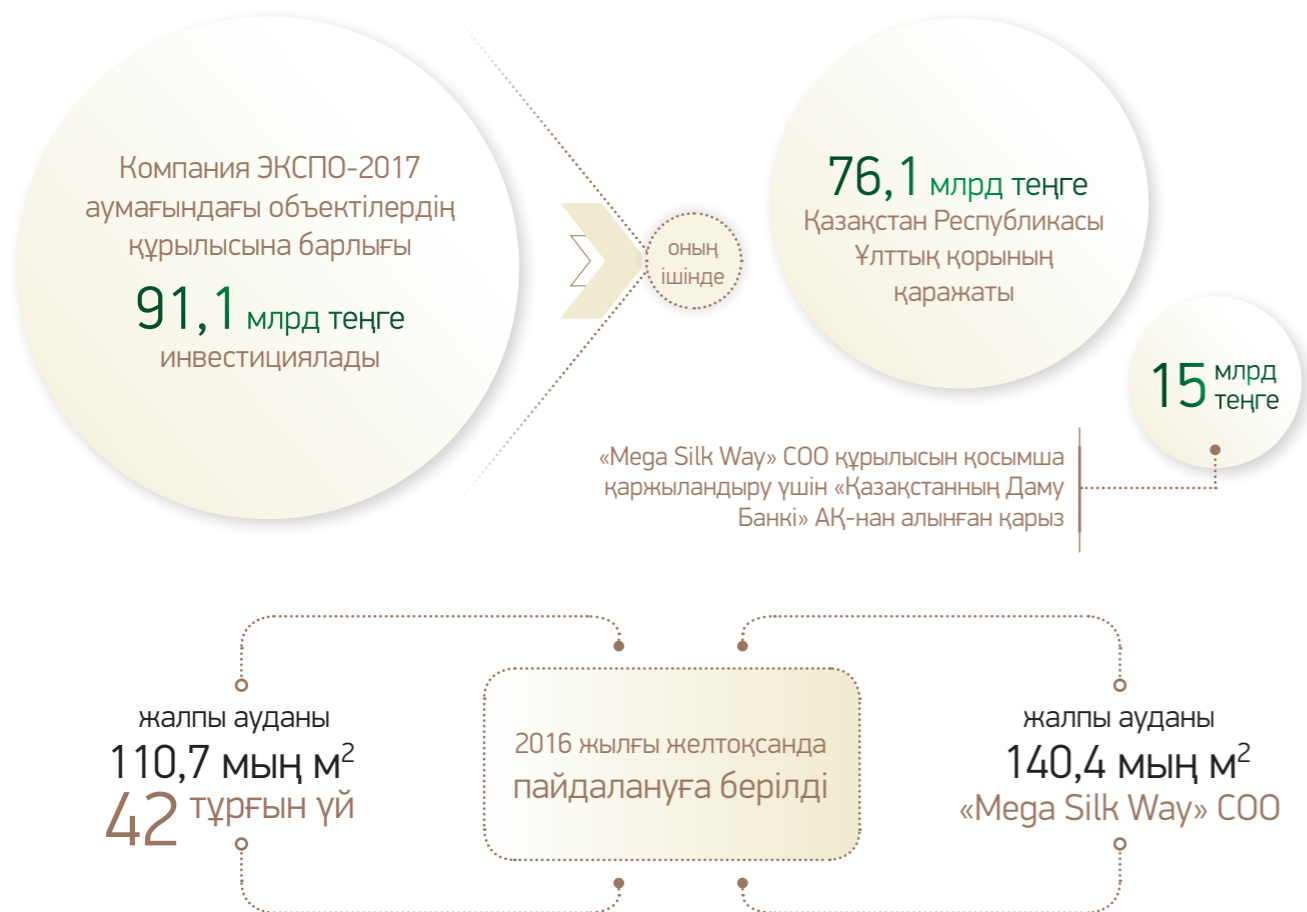 Компания ЭКСПО-2017
аумағындағы объектілердің
құрылысына барлығы
91,1 млрд теңге
инвестициялады
оның
ішінде
76,1 млрд теңге
Қазақстан Республикасы
Ұлттық қорының
қаражаты
15 млрд
теңге
«Mega Silk Way» СОО құрылысын қосымша
қаржыландыру үшін «Қазақстанның Даму
Банкі» АҚ-нан алынған қарыз
жалпы ауданы
110,7 мың м²
42 тұрғын үй
2016 жылғы желтоқсанда
пайдалануға берілді
жалпы ауданы
140,4 мың м²
«Mega Silk Way» СОО